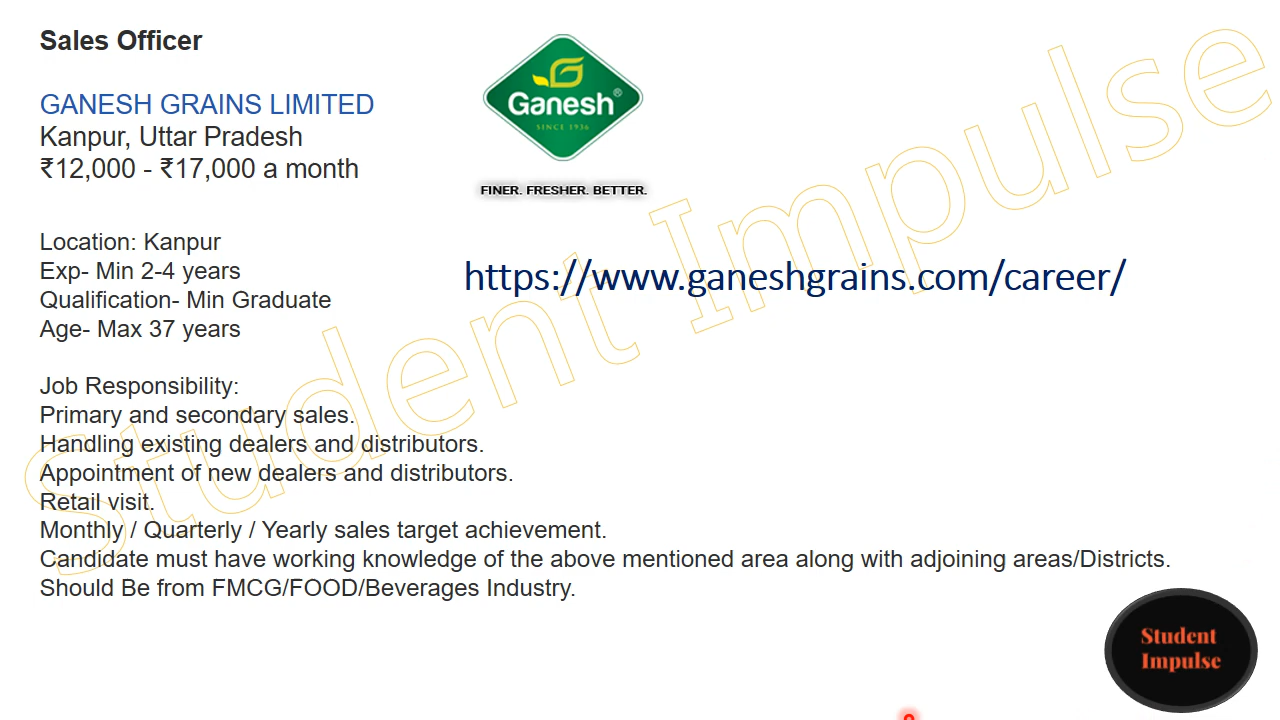 Sales Officer
GANESH GRAINS LIMITED
Kanpur, Uttar Pradesh
₹12,000 - ₹17,000 a month
Ganesh®
SINCE 1936
FINER. FRESHER. BETTER.
Location: Kanpur
Exp- Min 2-4 years
Qualification- Min Graduate
Age- Max 37 years
https://www.ganeshgrains.com/career/
Job Responsibility:
Primary and secondary sales.
Handling existing dealers and distributors.
Appointment of new dealers and distributors.
Retail visit.
Monthly / Quarterly / Yearly sales target achievement.
Candidate must have working knowledge of the above mentioned area along with adjoining areas/Districts.
Should Be from FMCG/FOOD/Beverages Industry.
Student Impulse
Student
Impulse